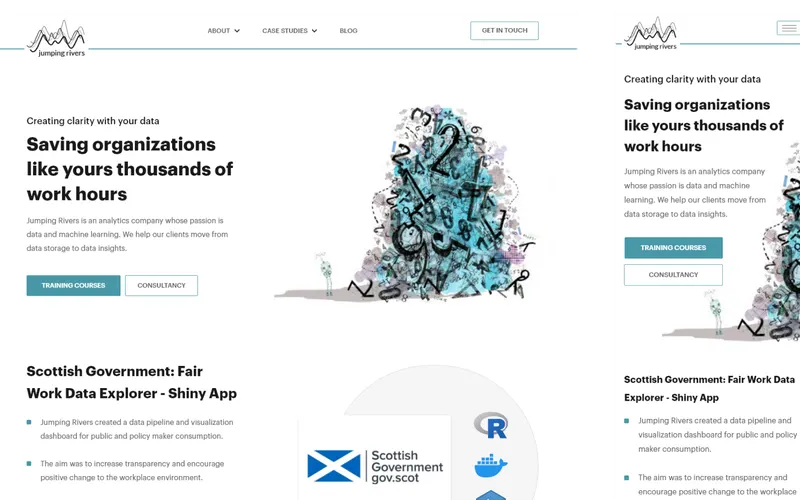 jumping rivers
ABOUT
CASE STUDIES
BLOG
GET IN TOUCH
Creating clarity with your data
Saving organizations
like yours thousands of
work hours
Jumping Rivers is an analytics company whose passion is
data and machine learning. We help our clients move from
data storage to data insights.
TRAINING COURSES
CONSULTANCY
Scottish Government: Fair
Work Data Explorer - Shiny App
Jumping Rivers created a data pipeline and visualization
dashboard for public and policy maker consumption.
The aim was to increase transparency and encourage
positive change to the workplace environment.
Scottish
Government
gov.scot
R
jumping rivers
Creating clarity with your data
Saving organizations
like yours thousands of
work hours
Jumping Rivers is an analytics company
whose passion is data and machine
learning. We help our clients move from
data storage to data insights.
TRAINING COURSES
CONSULTANCY
Scottish Government: Fair Work Data
Explorer - Shiny App
Jumping Rivers created a data pipeline and
visualization dashboard for public and policy
maker consumption.
The aim was to increase transparency and
encourage positive change to the workplace